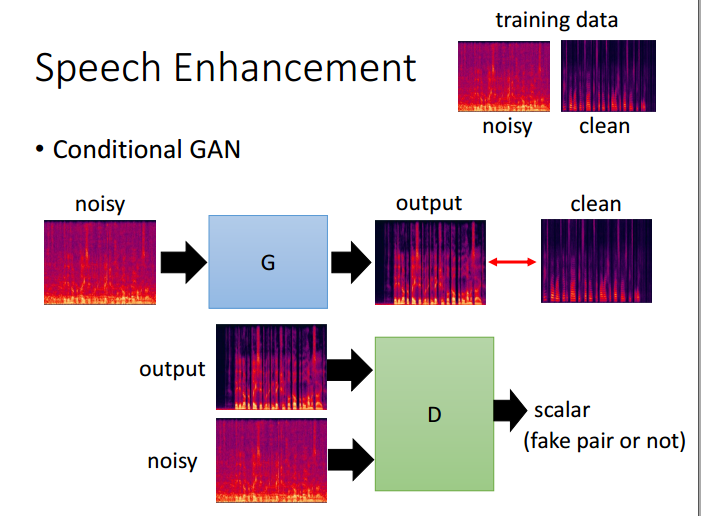 training data
Speech Enhancement
noisy clean
• Conditional GAN
noisy output clean
G
output
noisy
D
scalar
(fake pair or not)